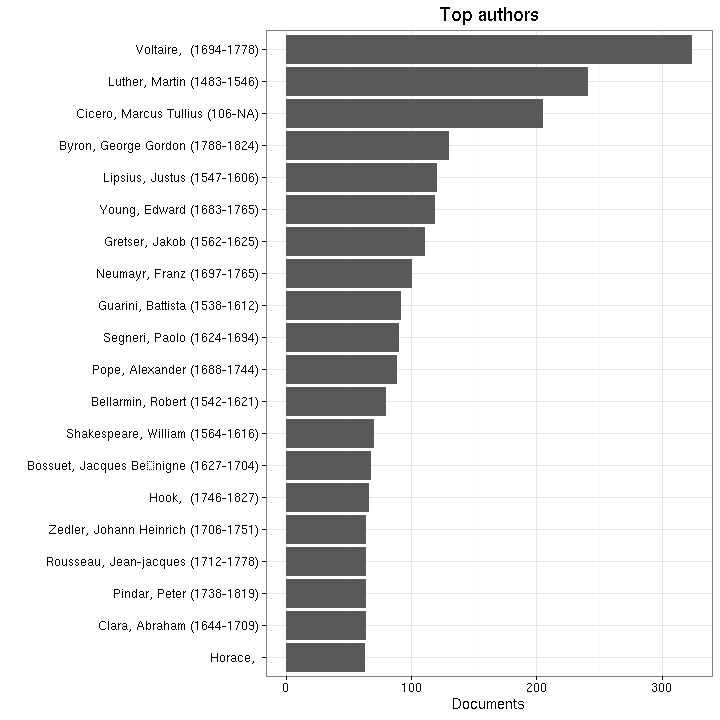 Top authors
Voltaire,  (1694-1778)
Luther, Martin (1483-1546)
Cicero, Marcus Tullius (106-NA)
Byron, George Gordon (1788-1824)
Lipsius, Justus (1547-1606)
Young, Edward (1683-1765)
Gretser, Jakob (1562-1625)
Neumayr, Franz (1697-1765)
Guarini, Battista (1538-1612)
Segneri, Paolo (1624-1694)
Pope, Alexander (1688-1744)
Bellarmin, Robert (1542-1621)
Shakespeare, William (1564-1616)
Bossuet, Jacques Be□nigne (1627-1704)
Hook,  (1746-1827)
Zedler, Johann Heinrich (1706-1751)
Rousseau, Jean-jacques (1712-1778)
Pindar, Peter (1738-1819)
Clara, Abraham (1644-1709)
Horace,
0 100 200 300
Documents